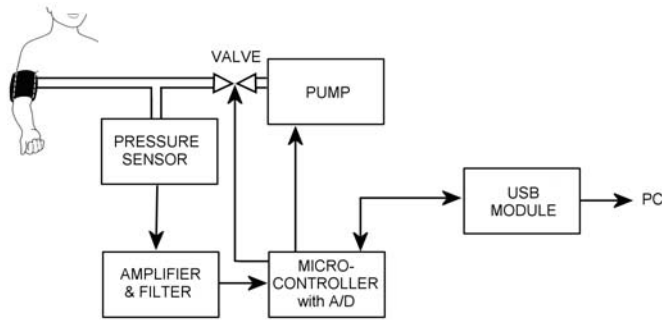 VALVE
PUMP
PRESSURE
SENSOR
USB
MODULE
PC
AMPLIFIER
& FILTER
MICRO-
CONTROLLER
with A/D